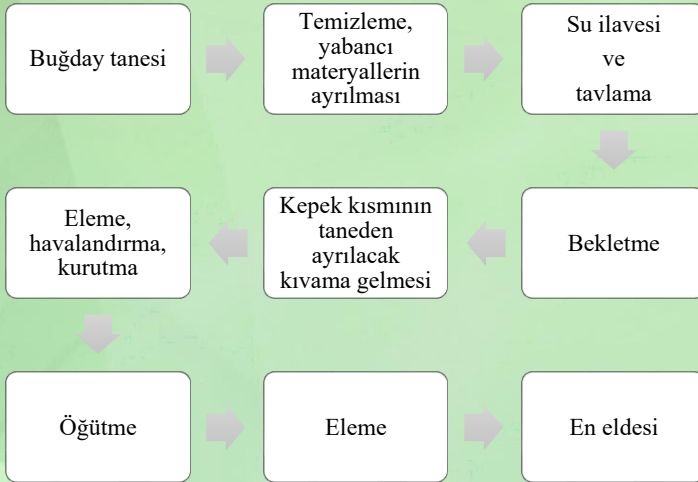 Buğday tanesi
Temizleme,
yabancı
materyallerin
ayrılması
Su ilavesi
ve
tavlama
Bekletme
Kepek kısmının
taneden
ayrılacak
kıvama gelmesi
Eleme,
havalandırma,
kurutma
Öğütme
Eleme
En eldesi